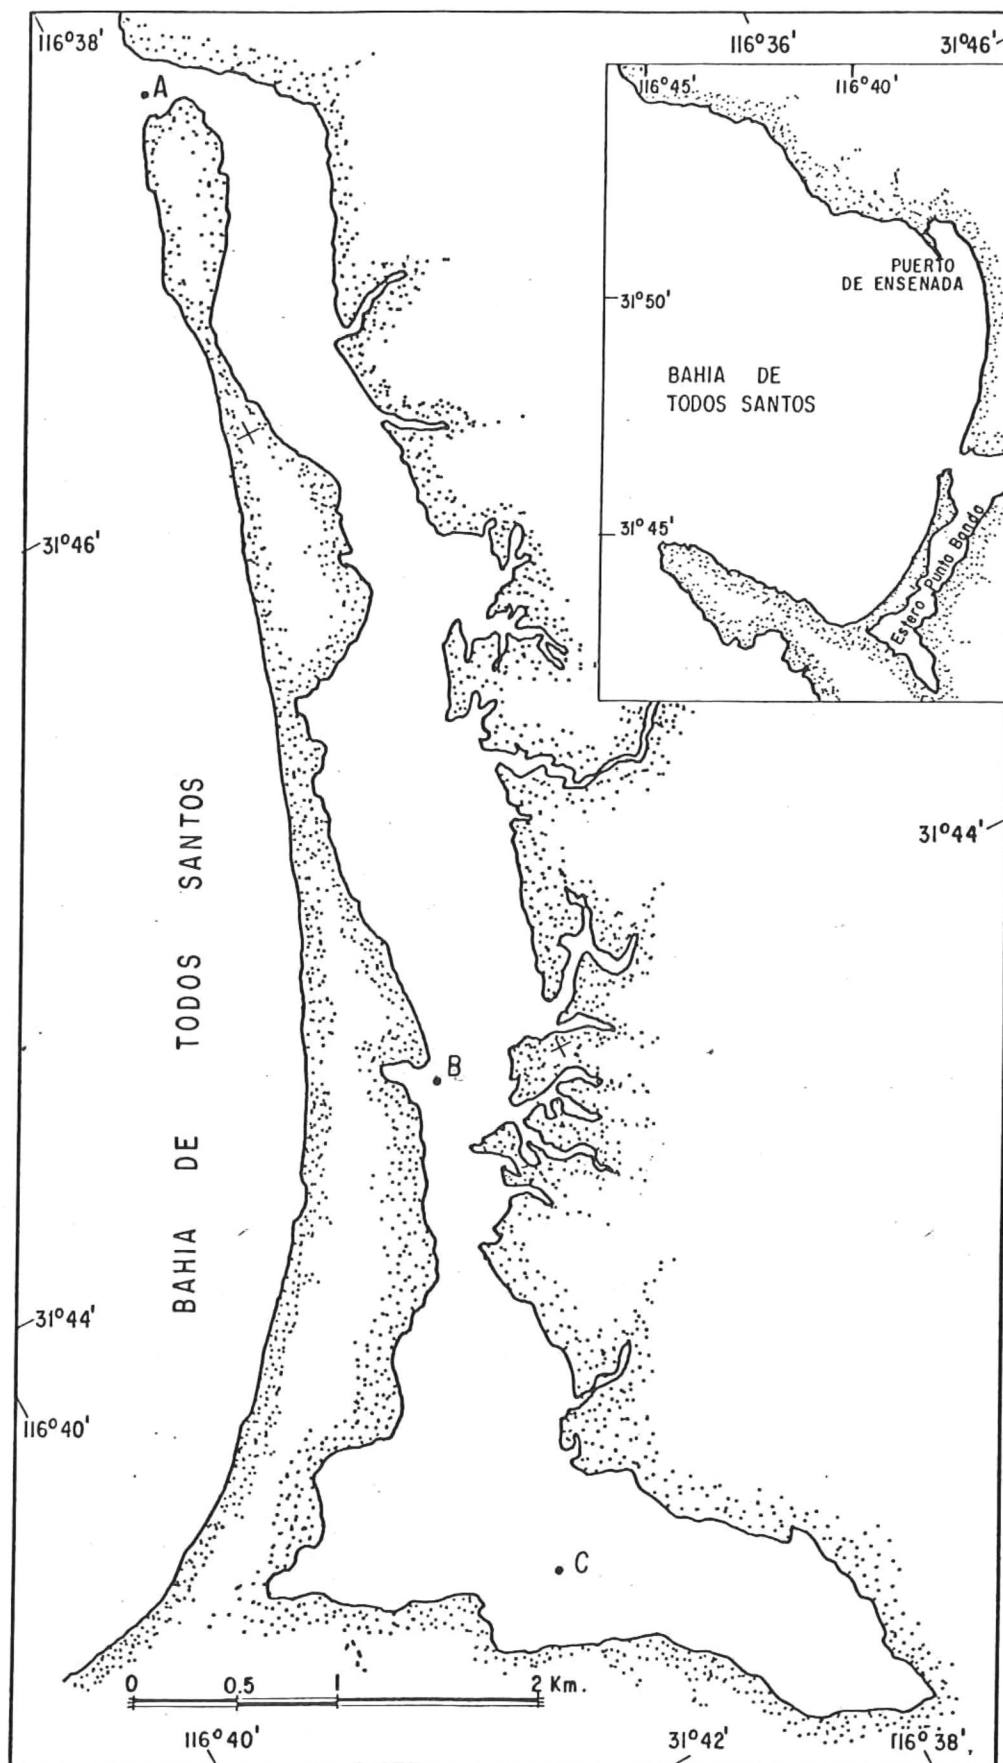 116°38'
116°36'
31°46'
A
116°45'
116°40'
PUERTO
DE ENSENADA
31°50'
BAHIA DE
TODOS SANTOS
31°45'
Estero Punta Banda
31°46'
31°44'
BAHIA DE TODOS SANTOS
B
31°44'
116°40'
C
0 0.5 1 2 Km.
116°40'
31°42'
116°38'